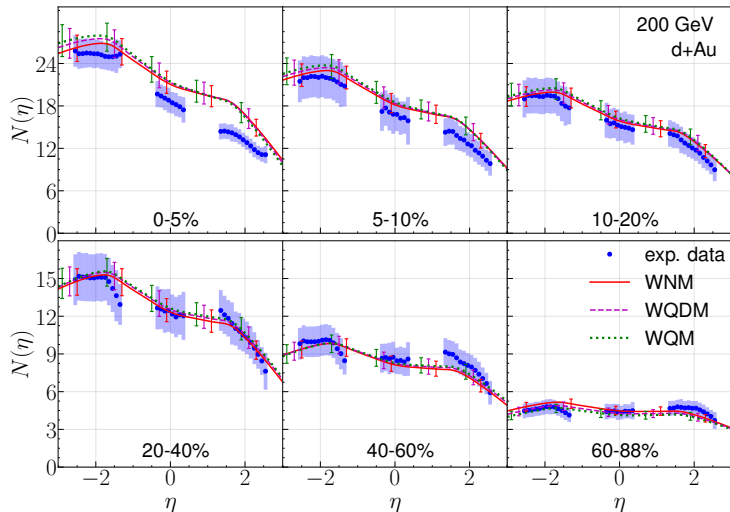 200 GeV
d+Au
N(η)
24
18
12
6
0
0-5%
5-10%
10-20%
exp. data
WNM
WQDM
WQM
N(η)
15
12
9
6
3
0
20-40%
40-60%
60-88%
−2 0 2
−2 0 2
−2 0 2
η
η
η